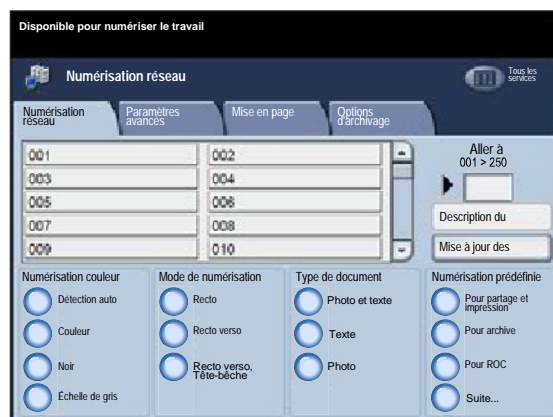 Disponible pour numériser le travail
Numérisation réseau
Tous les
services
Numérisation
réseau
Paramètres
avancés
Mise en page
Options
d'archivage
001
002
003
004
005
006
007
008
009
010
Aller à
001 > 250
Description du
Mise à jour des
Numérisation couleur
Détection auto
Couleur
Noir
Échelle de gris
Mode de numérisation
Recto
Recto verso
Recto verso,
Tête-bêche
Type de document
Photo et texte
Texte
Photo
Numérisation prédéfinie
Pour partage et
impression
Pour archive
Pour ROC
Suite...